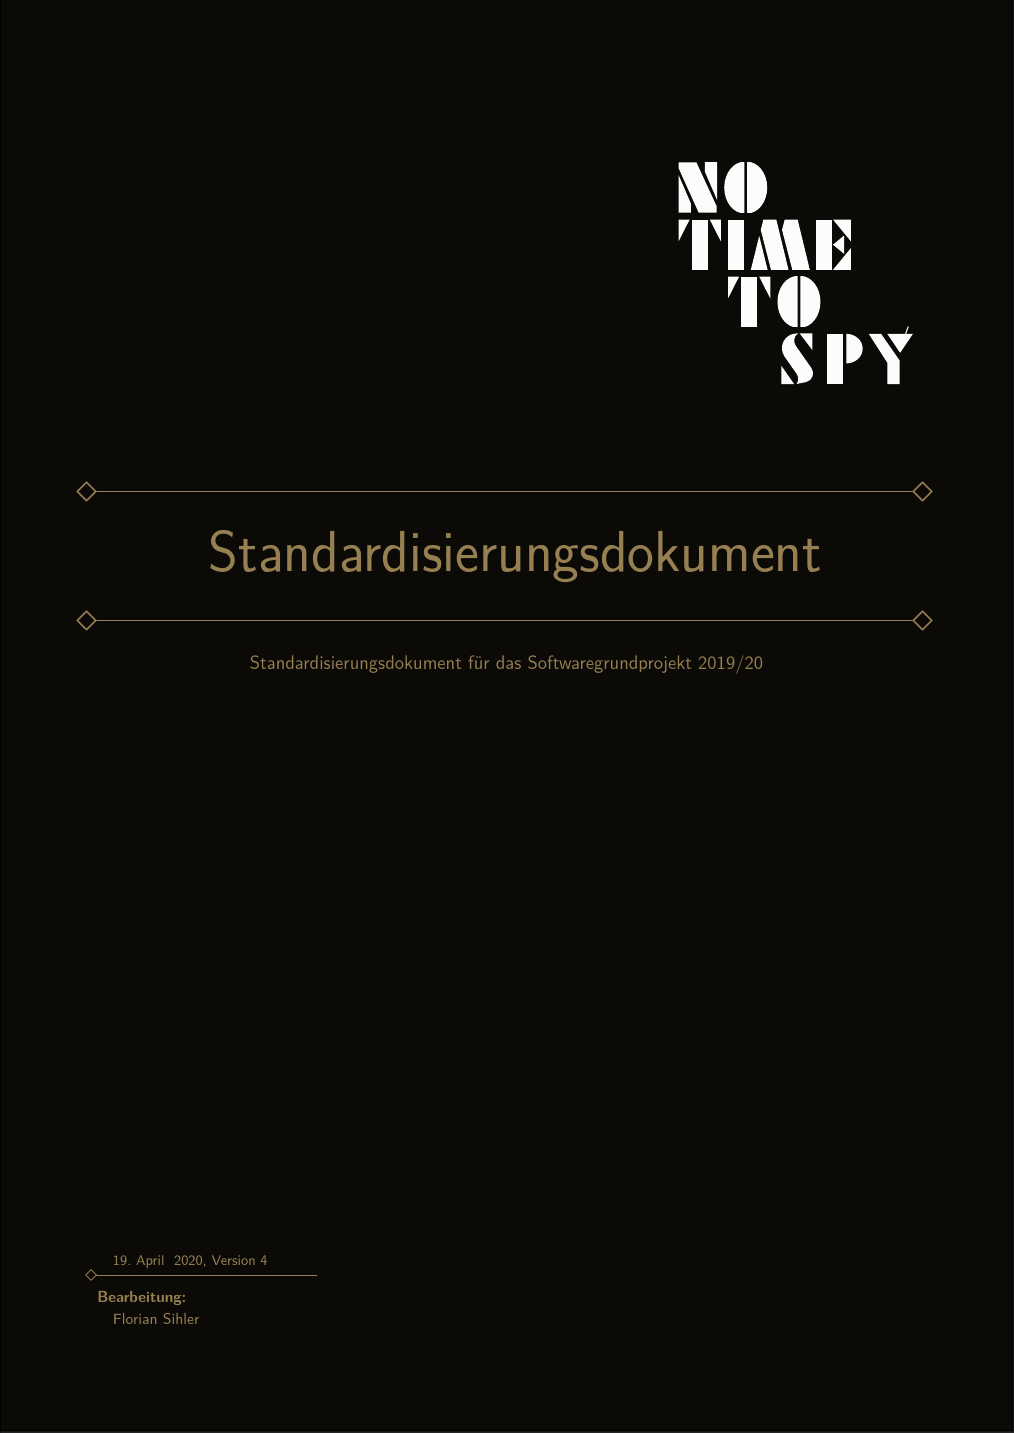 NO
TIME
TO
SPY
Standardisierungsdokument
Standardisierungsdokument für das Softwaregrundprojekt 2019/20
19. April 2020, Version 4
Bearbeitung:
Florian Sihler